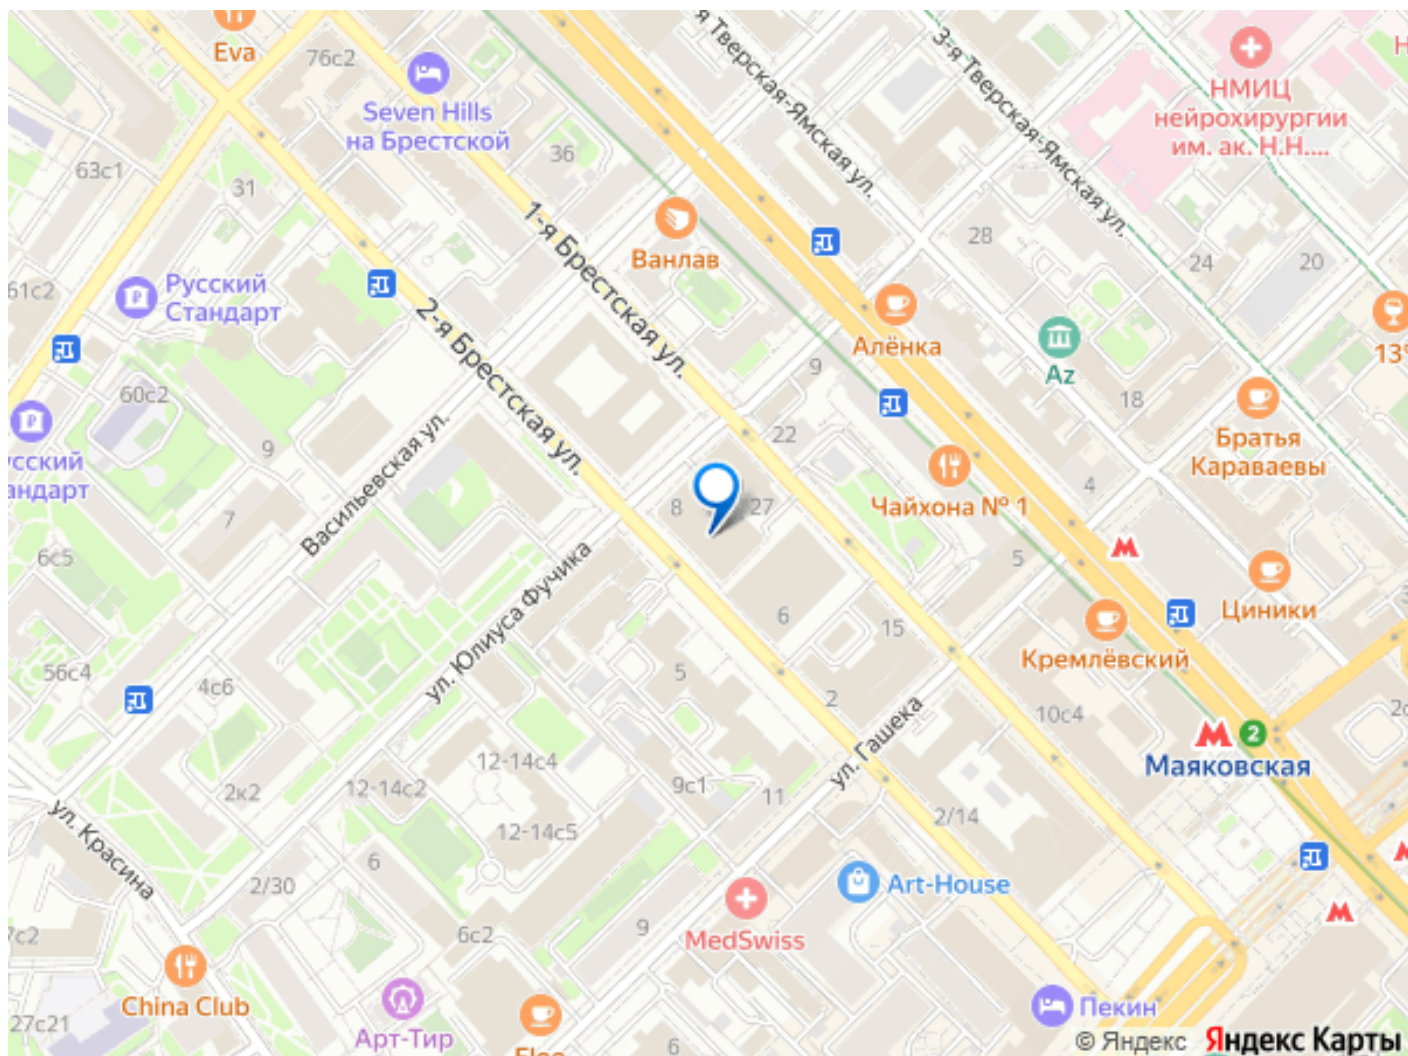 Eva
76с2
Seven Hills
на Брестской
я Тверская-Ямская ул.
3-я Тверская-Ямская ул.
НМИЦ
нейрохирургии
им. ак. Н.Н....
Н
63с1
31
36
1-я Брестская ул.
Ванлав
28
24
20
61с2
Русский
Стандарт
2-я Брестская ул.
Алёнка
Az
13°
60с2
9
9
18
усский
андарт
Васильевская ул.
22
Братья
Караваевы
7
8
27
Чайхона № 1
4
6с5
ул. Юлиуса Фучика
5
Циники
6
15
Кремлёвский
56с4
4с6
5
2
10с4
2
Маяковская
ул. Гашека
12-14с4
2к2
12-14с2
9с1
11
ул. Красина
12-14с5
2/14
6
2/30
Art-House
7с2
6с2
9
MedSwiss
China Club
Арт-Тир
Пекин
27с21
6
© Яндекс Яндекс Карты